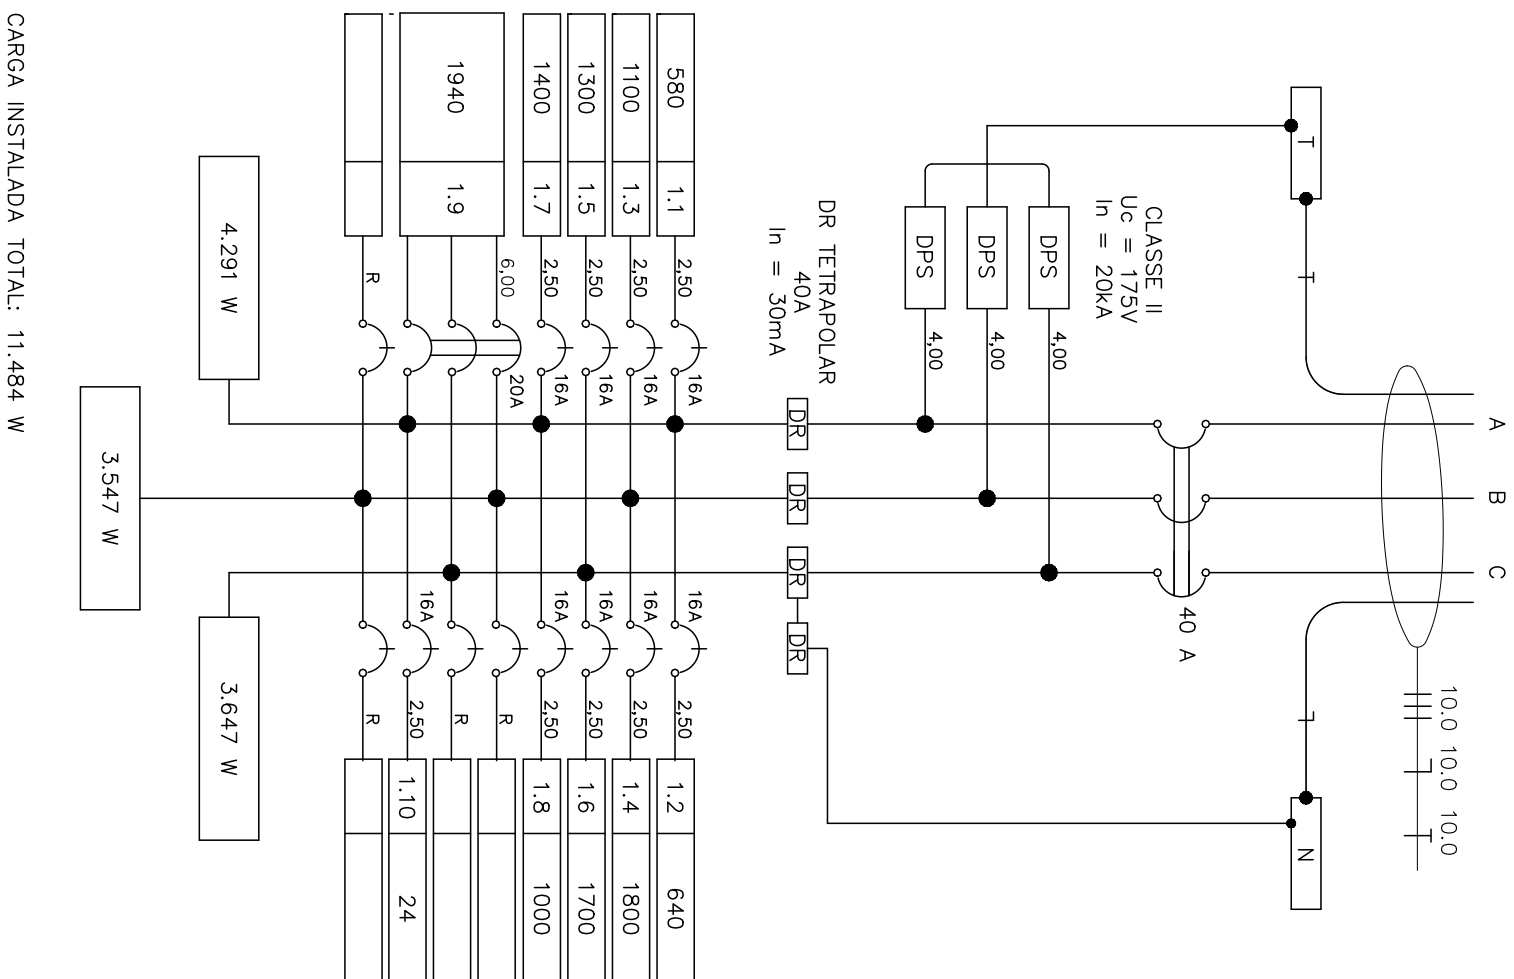 A
B
C
10.0 10.0 10.0
T
T
N
40 A
CLASSE II
Uc = 175V
In = 20kA
DPS
DPS
DPS
4,00
4,00
4,00
DR TETRAPOLAR
40A
In = 30mA
DR
DR
DR
DR
580 1.1 2,50 16A 16A 2,50 1.2 640
1100 1.3 2,50 16A 16A 2,50 1.4 1800
1300 1.5 2,50 16A 16A 2,50 1.6 1700
1400 1.7 2,50 16A 16A 2,50 1.8 1000
1940 1.9 6,00 20A R
R
16A 2,50 1.10 24
R R
4.291 W
3.547 W
3.647 W
CARGA INSTALADA TOTAL: 11.484 W